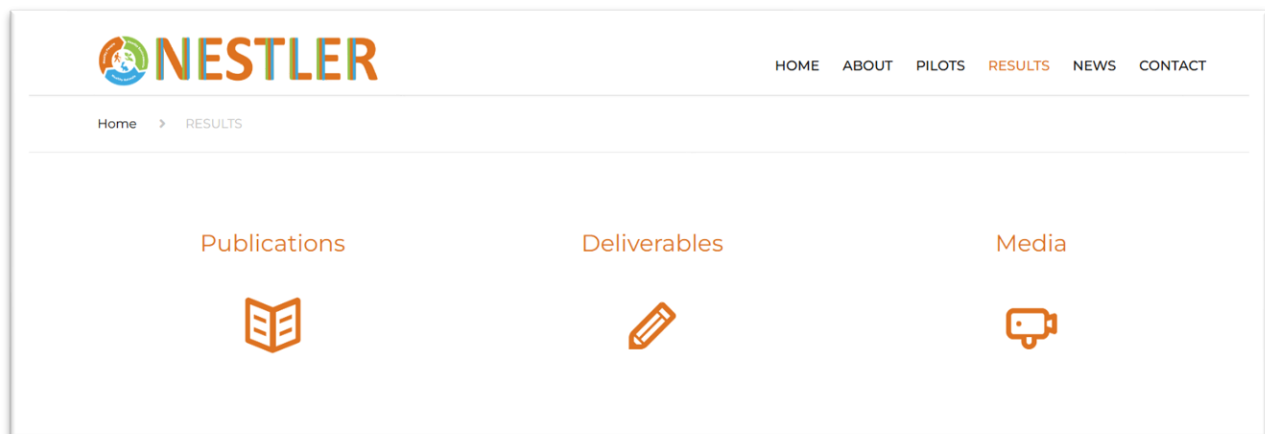 NESTLER
HOME ABOUT PILOTS RESULTS NEWS CONTACT
Home > RESULTS
Publications Deliverables Media